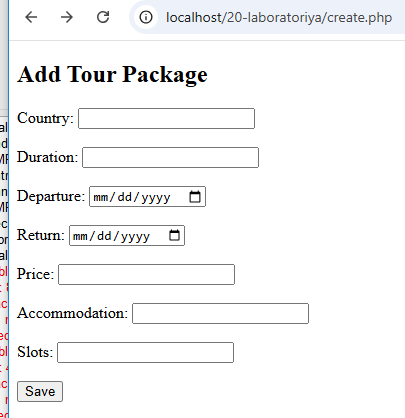 localhost/20-laboratoriya/create.php
Add Tour Package
Country:
Duration:
Departure: mm/dd/yyyy
Return: mm/dd/yyyy
Price:
Accommodation:
Slots:
Save